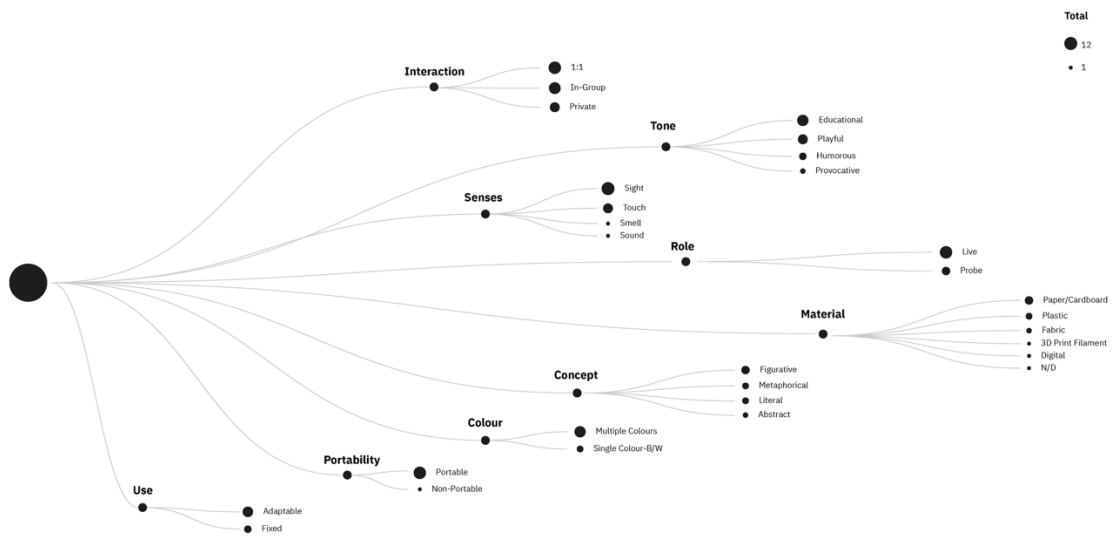 Total
12
1
Interaction
1:1
In-Group
Private
Tone
Educational
Playful
Humorous
Provocative
Senses
Sight
Touch
Smell
Sound
Role
Live
Probe
Material
Paper/Cardboard
Plastic
Fabric
3D Print Filament
Digital
N/D
Concept
Figurative
Metaphorical
Literal
Abstract
Colour
Multiple Colours
Single Colour-B/W
Portability
Portable
Non-Portable
Use
Adaptable
Fixed